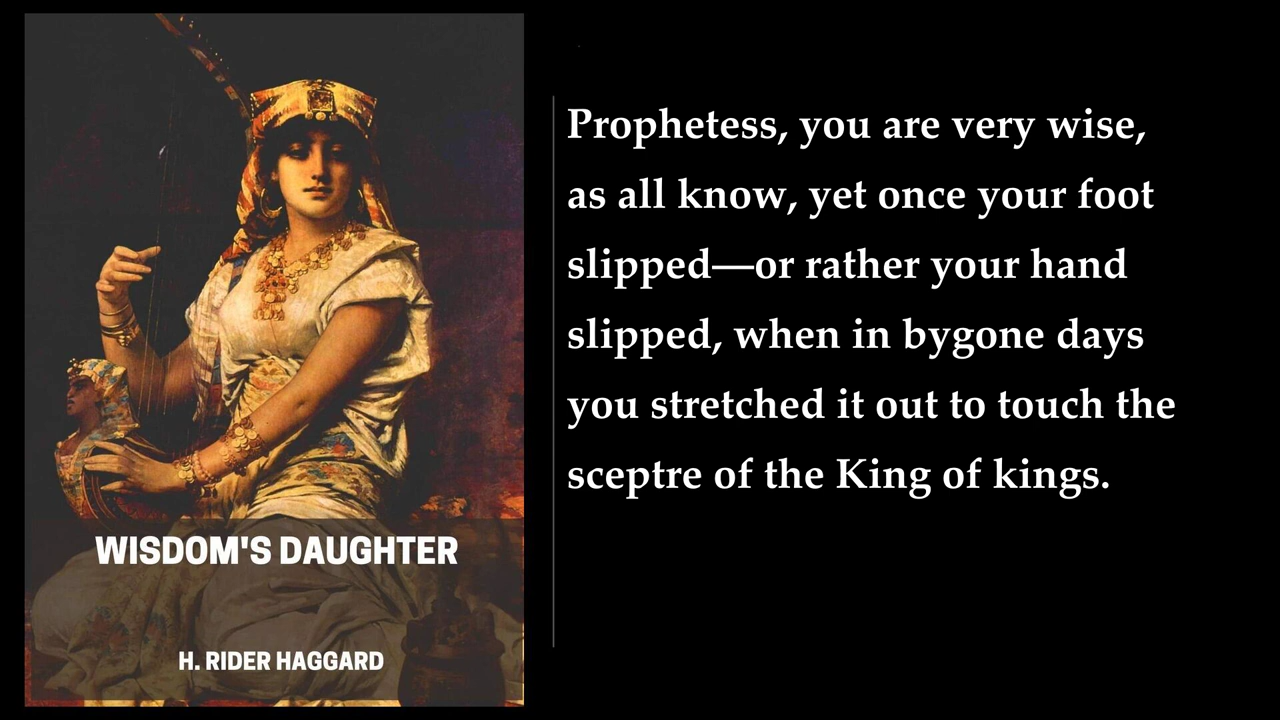 WISDOM'S DAUGHTER
H. RIDER HAGGARD
Prophetess, you are very wise,
as all know, yet once your foot
slipped—or rather your hand
slipped, when in bygone days
you stretched it out to touch the
sceptre of the King of kings.